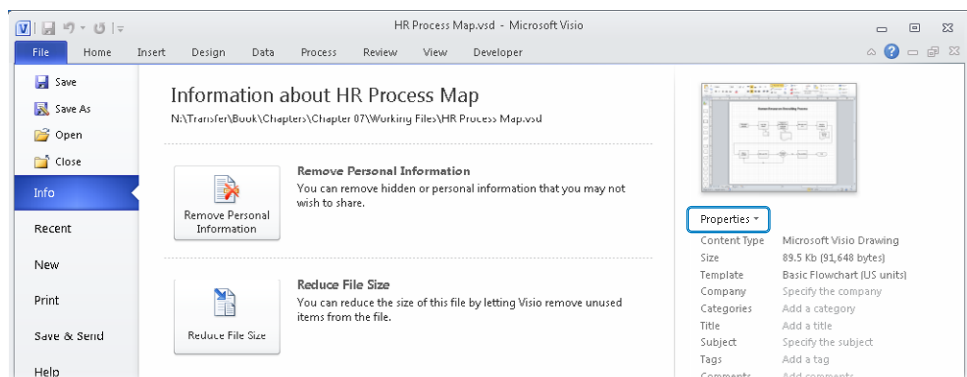 HR Process Map.vsd - Microsoft Visio
File Home Insert Design Data Process Review View Developer
Save
Save As
Open
Close
Info
Recent
New
Print
Save & Send
Help
Information about HR Process Map
N:\Transfer\Book\Chapters\Chapter 07\Working Files\HR Process Map.vsd
Remove Personal Information
Remove Personal Information
You can remove hidden or personal information that you may not
wish to share.
Reduce File Size
Reduce File Size
You can reduce the size of this file by letting Visio remove unused
items from the file.
Properties
Content Type Microsoft Visio Drawing
Size 89.5 Kb (91,648 bytes)
Template Basic Flowchart (US units)
Company Specify the company
Categories Add a category
Title Add a title
Subject Specify the subject
Tags Add a tag
Comments Add comments